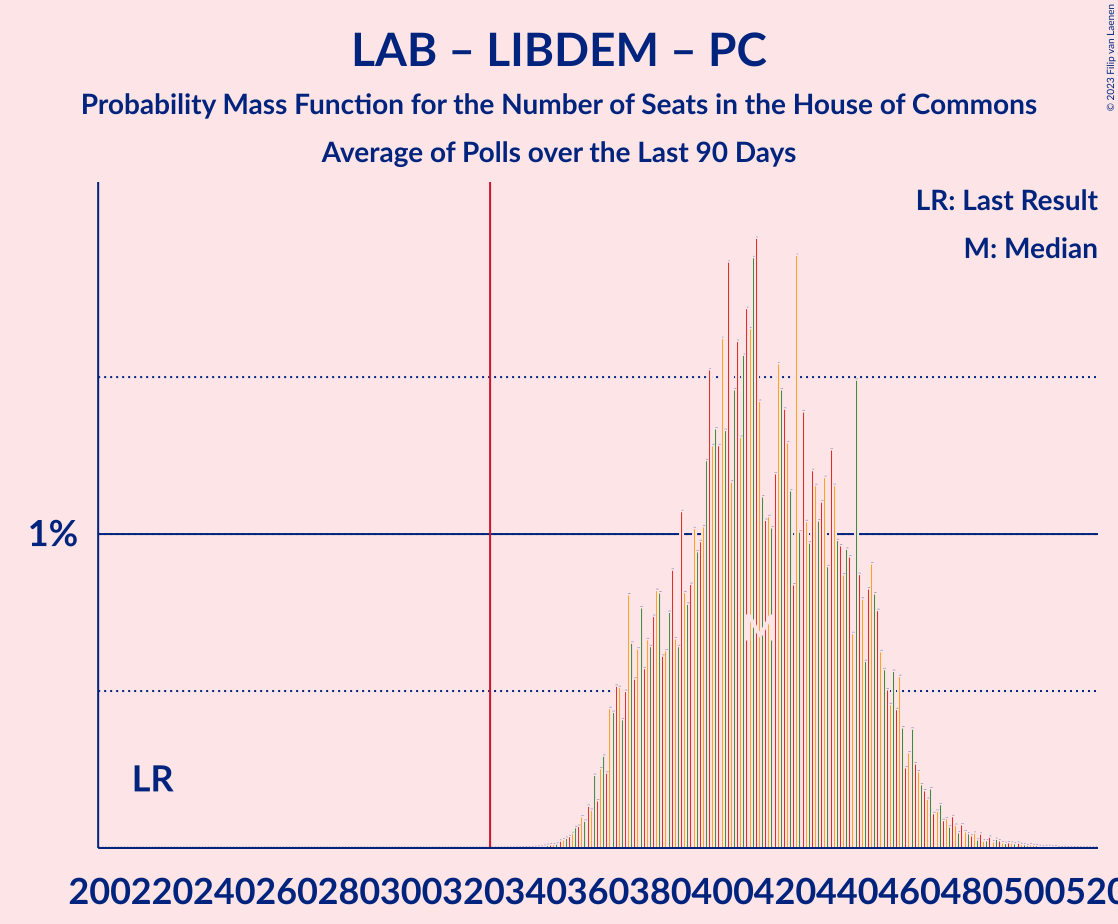 LAB – LIBDEM – PC
Probability Mass Function for the Number of Seats in the House of Commons
Average of Polls over the Last 90 Days
© 2023 Filip van Laenen
LR: Last Result
M: Median
1%
M
LR
200220240260280300320340360380400420440460480500520